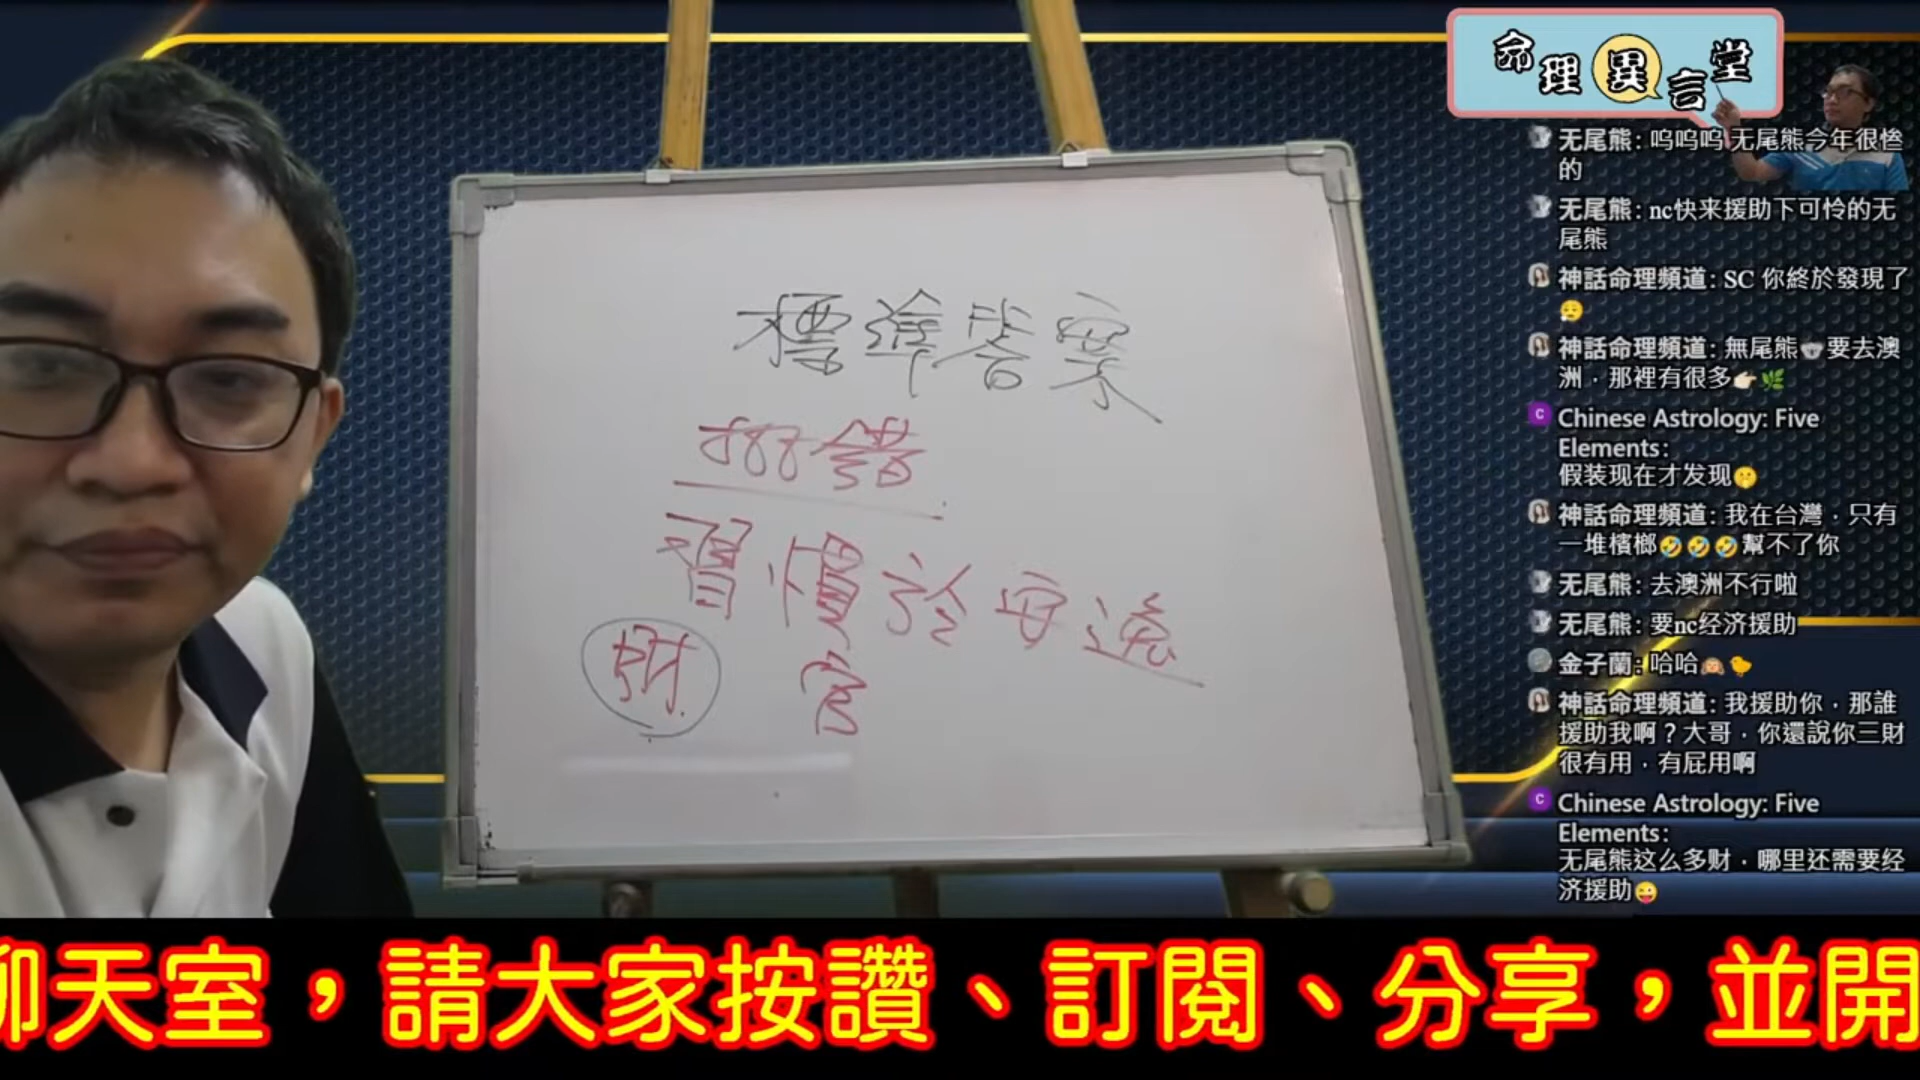 命理異言堂
无尾熊: 呜呜呜 无尾熊今年很惨
的
无尾熊: nc快来援助下可怜的无
尾熊
神話命理頻道: SC 你終於發現了
😥
神話命理頻道: 無尾熊🐨要去澳
洲，那裡有很多👉🏻🌿
C Chinese Astrology: Five
Elements:
假装现在才发现🤫
神話命理頻道: 我在台灣，只有
一堆檳榔🤣🤣🤣幫不了你
无尾熊: 去澳洲不行啦
无尾熊: 要nc经济援助
金子蘭: 哈哈🙉🐤
神話命理頻道: 我援助你，那誰
援助我啊？大哥，你還說你三財
很有用，有屁用啊
C Chinese Astrology: Five
Elements:
无尾熊这么多财，哪里还需要经
济援助😜
標準答案
習慣於安逸
財
官
聊天室，請大家按讚、訂閱、分享，並開